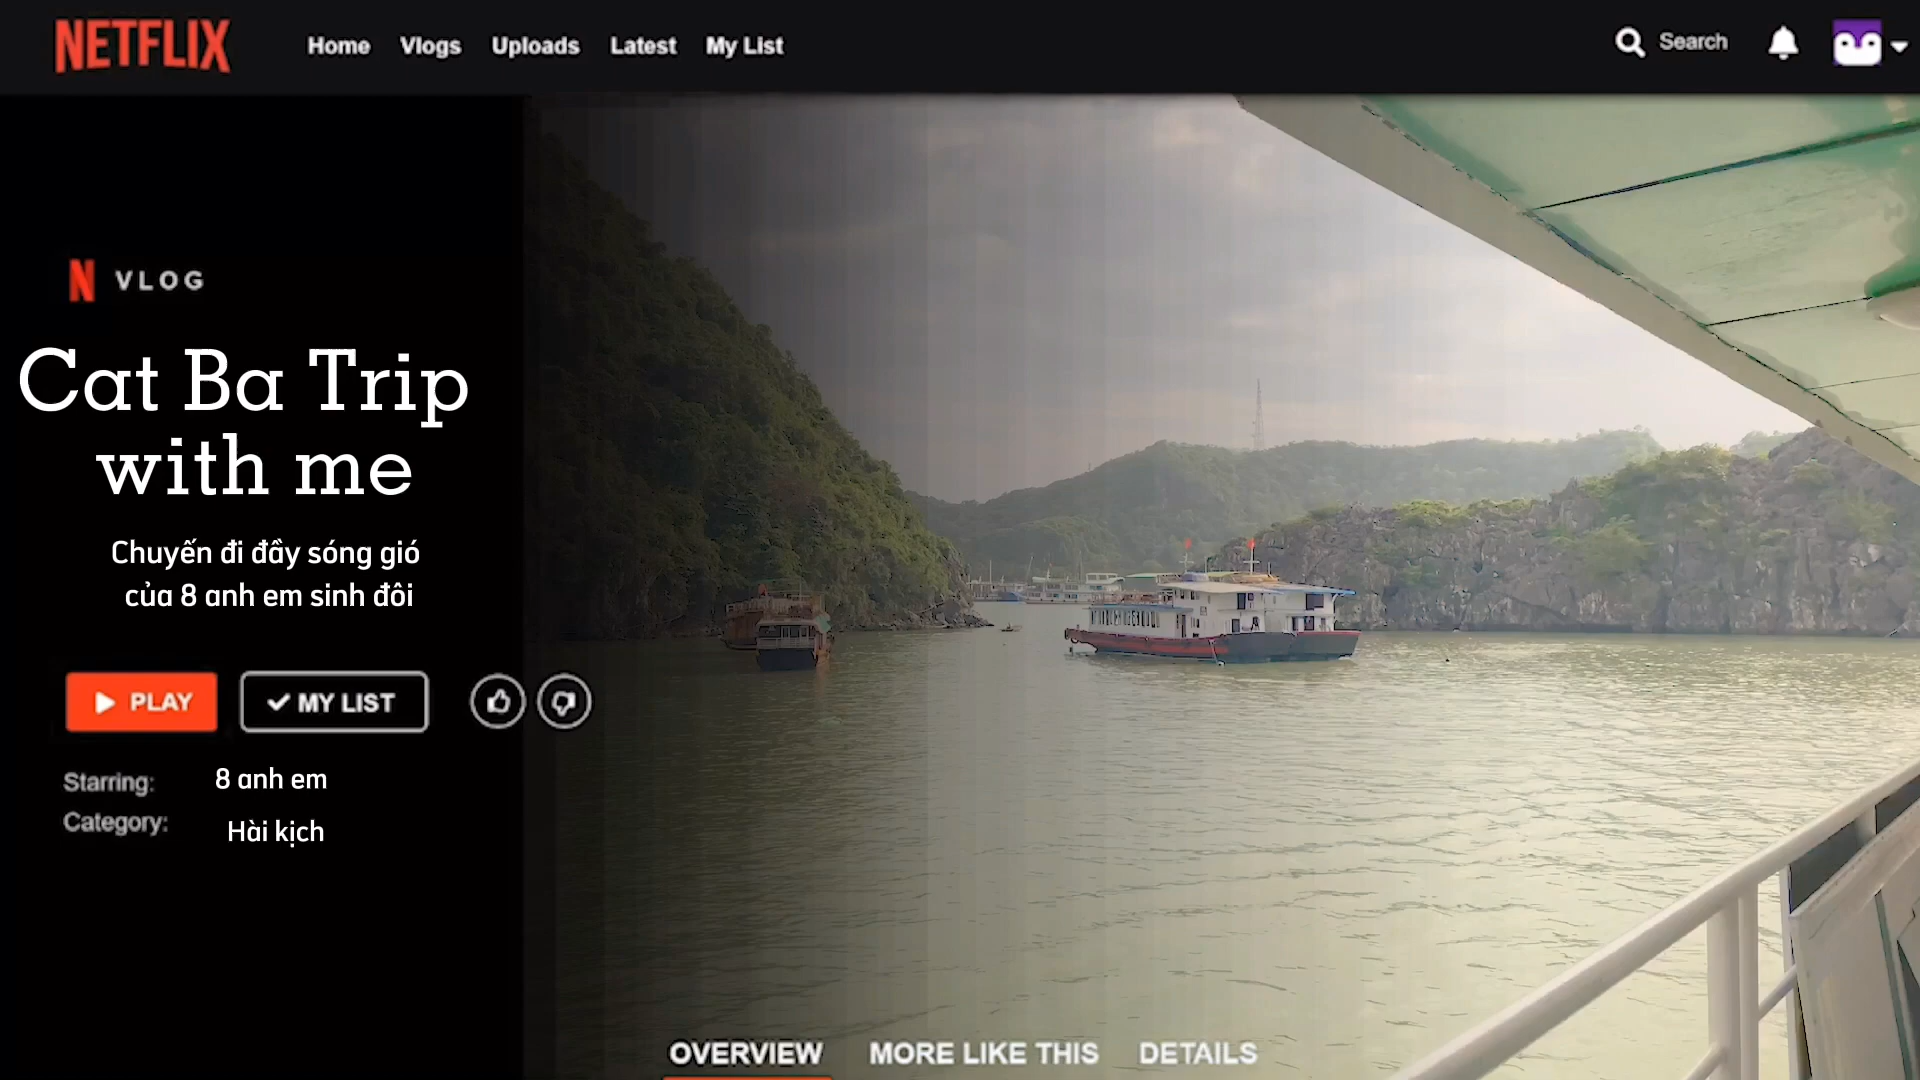 NETFLIX
Home Vlogs Uploads Latest My List
Search
N VLOG
Cat Ba Trip
with me
Chuyến đi đầy sóng gió
của 8 anh em sinh đôi
PLAY MY LIST
Starring: 8 anh em
Category: Hài kịch
OVERVIEW MORE LIKE THIS DETAILS